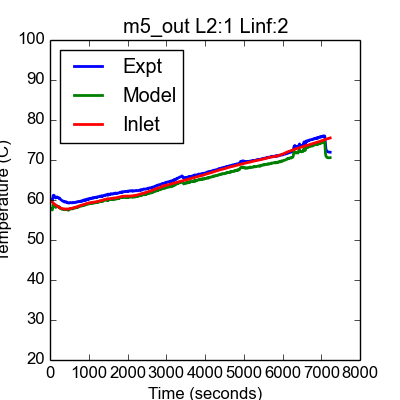 m5_out L2:1 Linf:2
Expt
Model
Inlet
100
90
80
70
60
50
40
30
20
Temperature (C)
0 1000 2000 3000 4000 5000 6000 7000 8000
Time (seconds)